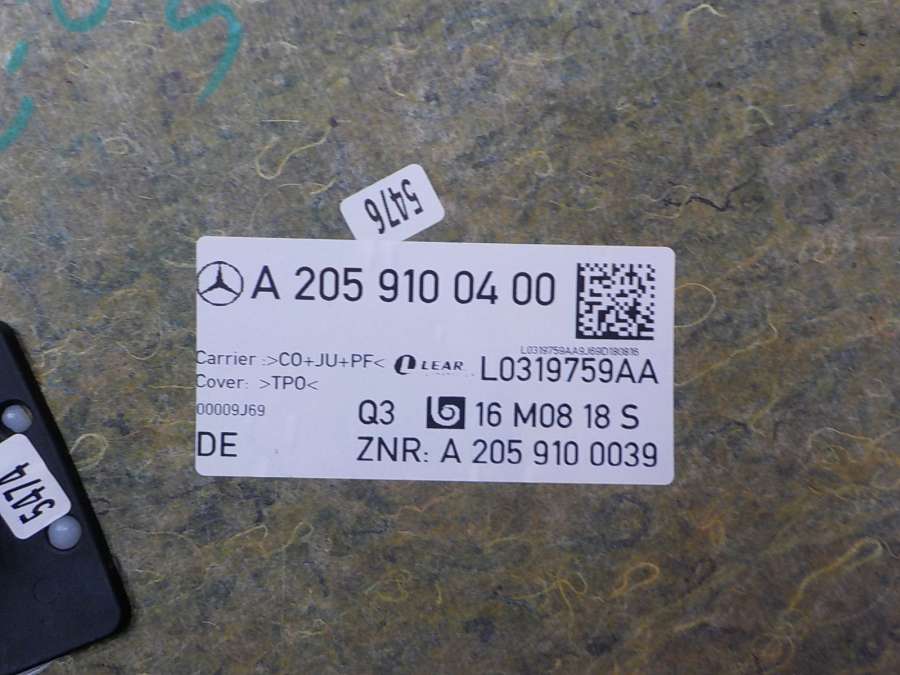 5476
A 205 910 04 00
L0319759AA9J69D180816
Carrier :>CO+JU+PF< LEAR L0319759AA
Cover: >TPO<
00009J69 Q3 16 M08 18 S
DE ZNR: A 205 910 0039
5474